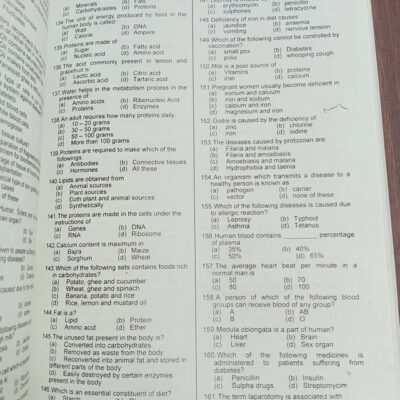 (a) Minerals (b) Fats
(c) Carbohydrates (d) Proteins
134. The unit of energy produced by food in the
human body is called
(a) Watt (b) DNA
(c) Calorie (d) Ampere
135. Proteins are made of
(a) Sugar (b) Fatty acid
(c) Nucleic acid (d) Amino acid
136. The acid commonly present in lemon and
grapefruit is
(a) Lactic acid (b) Citric acid
(c) Ascorbic acid (d) Tartaric acid
137. Water helps in the metabolism process in the
presence of:
(a) Amino acids (b) Ribonucleic Acid
(c) Proteins (d) Enzymes
138. An adult requires how many proteins daily
(a) 10 – 20 grams
(b) 30 – 50 grams
(c) 50 – 100 grams
(d) More than 100 grams
139. Proteins are required to make which of the
followings.
(a) Antibodies (b) Connective tissues
(c) Hormones (d) All these
140. Lipids are obtained from
(a) Animal sources
(b) Plant sources
(c) Both plant and animal sources
(d) Synthetically
141. The proteins are made in the cells under the
instructions of
(a) Genes (b) DNA
(c) RNA (d) Ribosome
142. Calcium content is maximum in
(a) Bajra (b) Maize
(c) Sorghum (d) Wheat
143. Which of the following sets contains foods rich
in carbohydrates?
(a) Potato, ghee and cucumber
(b) Wheat, ghee and spinach
(c) Banana, potato and rice
(d) Rice, lemon and mustard oil
144. Fat is a?
(a) Lipid (b) Protein
(c) Amino acid (d) Ether
145. The unused fat present in the body is?
(a) Converted into carbohydrates
(b) Removed as waste from the body
(c) Reconverted into animal fat and stored in
different parts of the body
(d) Easily destroyed by certain enzymes
present in the body
146. Which is an essential constituent of diet?
(a) erythromycin (b) penicillin
(c) sulphones (d) tetracycline
148. Deficiency of iron in diet causes
(a) jaundice (b) anaemia
(c) vomiting (d) nervous tension
149. Which of the following cannot be controlled by
vaccination?
(a) small pox (b) Diabetes
(c) polio (d) whooping cough
150. Milk is a poor source of
(a) Vitamins (b) proteins
(c) iron (d) calcium
151. Pregnant women usually become deficient in
(a) socium and calcium
(b) iron and sodium
(c) calcium and iron
(d) magnesium and iron
152. Goitre is caused by the deficiency of
(a) zinc (b) chlorine
(c) iron (d) iodine
153. The diseases caused by protozoan are
(a) Filaria and malaria
(b) Filaria and amoebiasis
(c) Amoebiasis and malaria
(d) Hydrophobia and taenia
154. An organism which transmits a disease to a
healthy person is known as
(a) pathogen (b) carrier
(c) vector (d) none of these
155. Which of the following diseases is caused due
to allergic reaction?
(a) Leprosy (b) Typhoid
(c) Asthma (d) Tetanus
156. Human blood contains ______ percentage
of plasma
(a) 35% (b) 40%
(c) 50% (d) 65%
157. The average heart beat per minute in a
normal man is
(a) 50 (b) 70
(c) 80 (d) 100
158. A person of which of the following blood
groups can receive blood of any group?
(a) A (b) AB
(c) B (d) O
159. Medula oblongata is a part of human?
(a) Heart (b) Brain
(c) Liver (d) Sex organ
160. Which of the following medicines is
administered to patients suffering from
diabetes?
(a) Penicillin (b) Insulin
(c) Sulpha drugs (d) Streptomycim
161. The term laparotomy is associated with